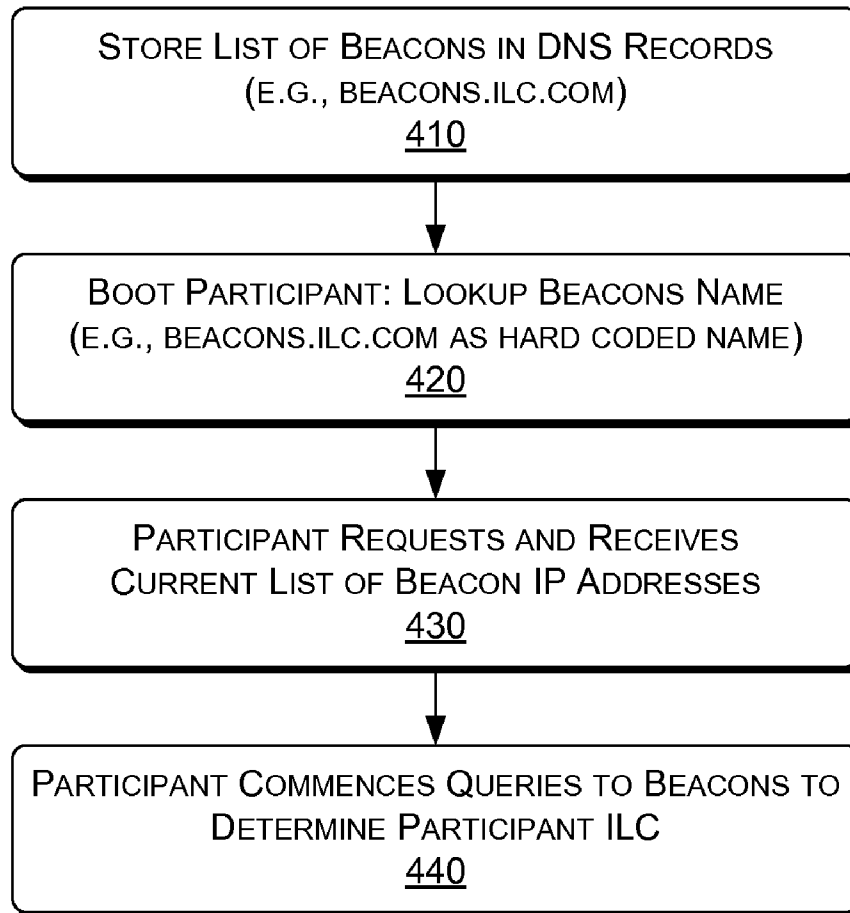 STORE LIST OF BEACONS IN DNS RECORDS
(E.G., BEACONS.ILC.COM)
410
BOOT PARTICIPANT: LOOKUP BEACONS NAME
(E.G., BEACONS.ILC.COM AS HARD CODED NAME)
420
PARTICIPANT REQUESTS AND RECEIVES
CURRENT LIST OF BEACON IP ADDRESSES
430
PARTICIPANT COMMENCES QUERIES TO BEACONS TO
DETERMINE PARTICIPANT ILC
440